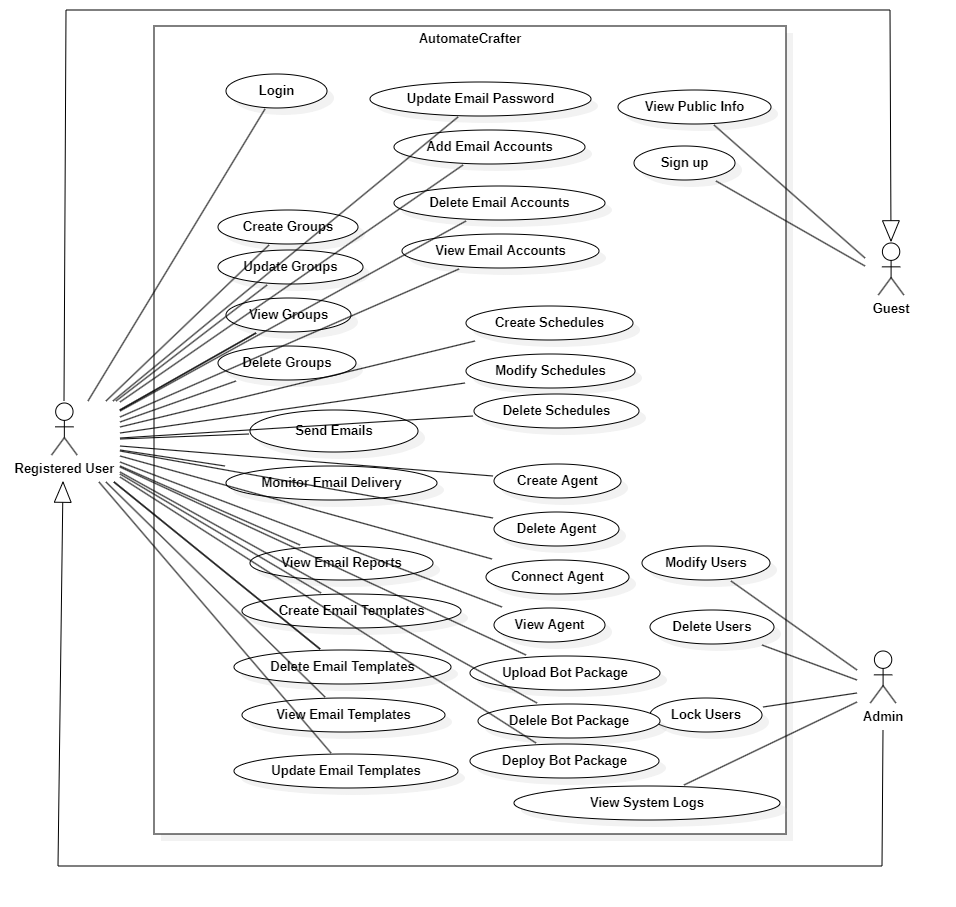 AutomateCrafter
Login
Update Email Password
View Public Info
Add Email Accounts
Sign up
Delete Email Accounts
Create Groups
View Email Accounts
Update Groups
Guest
View Groups
Create Schedules
Delete Groups
Modify Schedules
Delete Schedules
Send Emails
Registered User
Monitor Email Delivery
Create Agent
Delete Agent
View Email Reports
Connect Agent
Modify Users
Create Email Templates
View Agent
Delete Users
Delete Email Templates
Upload Bot Package
View Email Templates
Delele Bot Package
Lock Users
Admin
Update Email Templates
Deploy Bot Package
View System Logs